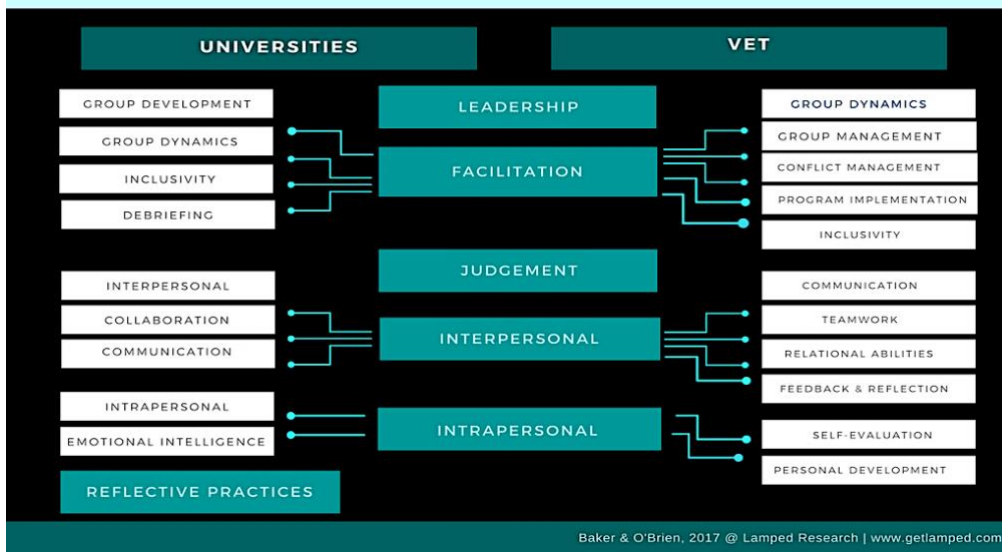 UNIVERSITIES
VET
GROUP DEVELOPMENT
GROUP DYNAMICS
INCLUSIVITY
DEBRIEFING
LEADERSHIP
FACILITATION
GROUP DYNAMICS
GROUP MANAGEMENT
CONFLICT MANAGEMENT
PROGRAM IMPLEMENTATION
INCLUSIVITY
JUDGEMENT
INTERPERSONAL
COLLABORATION
COMMUNICATION
INTERPERSONAL
COMMUNICATION
TEAMWORK
RELATIONAL ABILITIES
FEEDBACK & REFLECTION
INTRAPERSONAL
EMOTIONAL INTELLIGENCE
INTRAPERSONAL
SELF-EVALUATION
PERSONAL DEVELOPMENT
REFLECTIVE PRACTICES
Baker & O'Brien, 2017 @ Lamped Research | www.getlamped.com